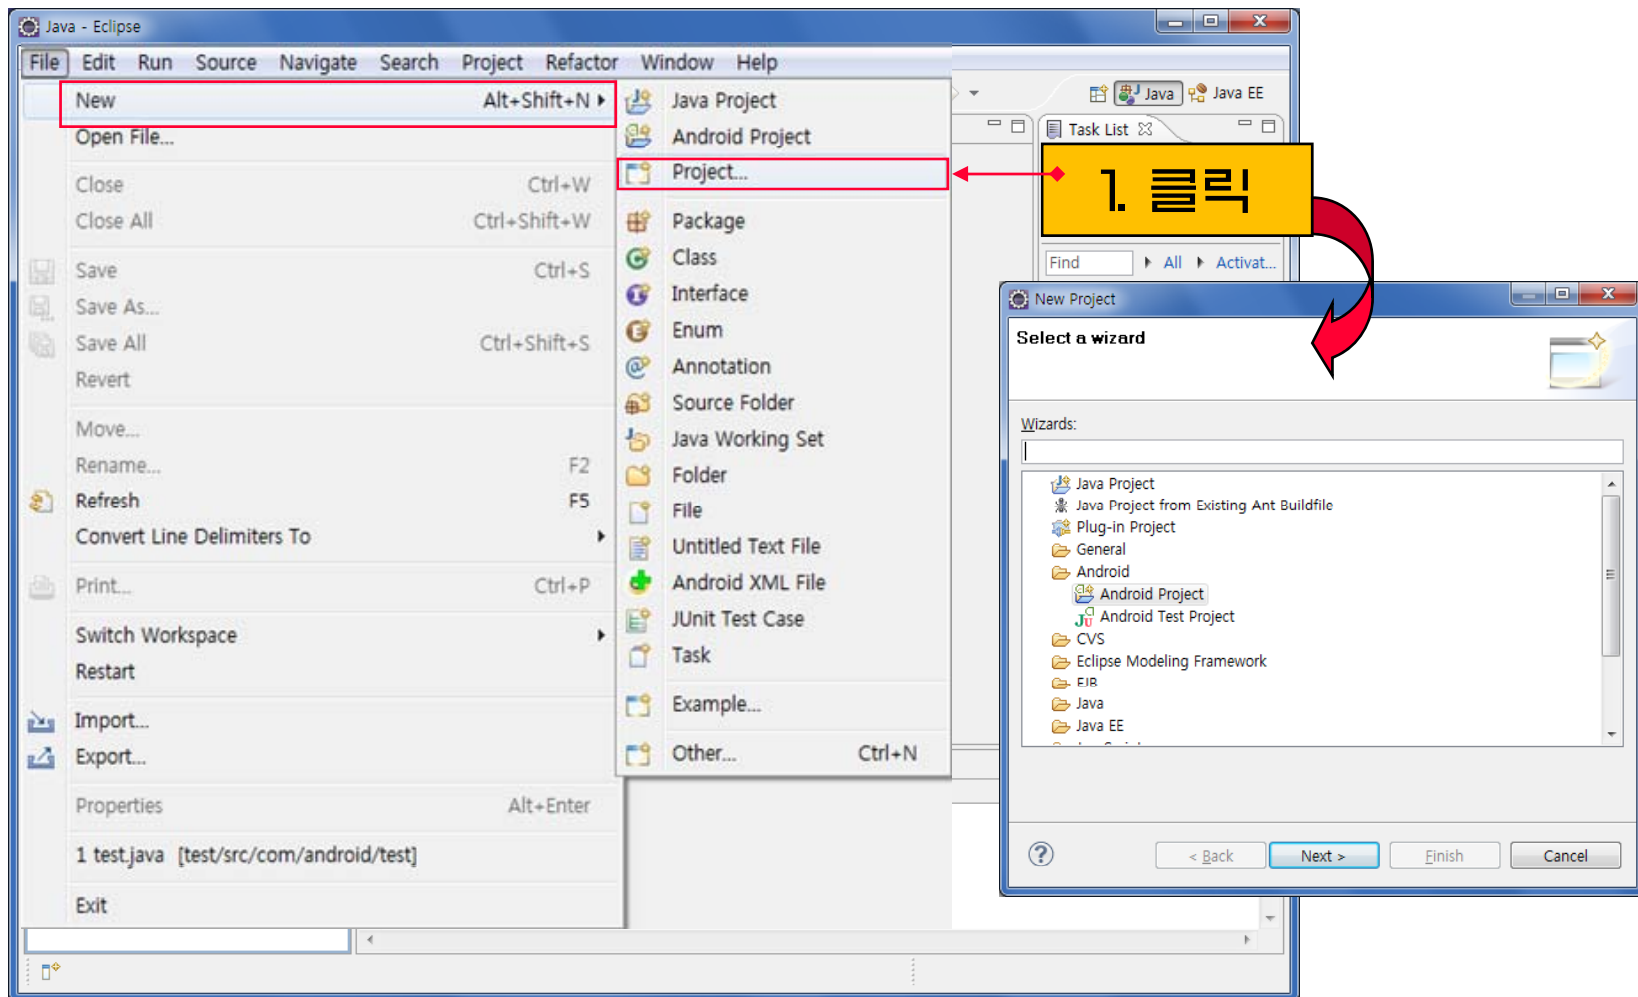 Java - Eclipse
File Edit Run Source Navigate Search Project Refactor Window Help
New Alt+Shift+N
Open File...
Close Ctrl+W
Close All Ctrl+Shift+W
Save Ctrl+S
Save As...
Save All Ctrl+Shift+S
Revert
Move...
Rename... F2
Refresh F5
Convert Line Delimiters To
Print... Ctrl+P
Switch Workspace
Restart
Import...
Export...
Properties Alt+Enter
1 test.java [test/src/com/android/test]
Exit
Java Project
Android Project
Project...
Package
Class
Interface
Enum
Annotation
Source Folder
Java Working Set
Folder
File
Untitled Text File
Android XML File
JUnit Test Case
Task
Example...
Other... Ctrl+N
Java Java EE
Task List
1. 클릭
Find All Activat...
New Project
Select a wizard
Wizards:
Java Project
Java Project from Existing Ant Buildfile
Plug-in Project
General
Android
Android Project
Android Test Project
CVS
Eclipse Modeling Framework
EJB
Java
Java EE
< Back Next > Finish Cancel